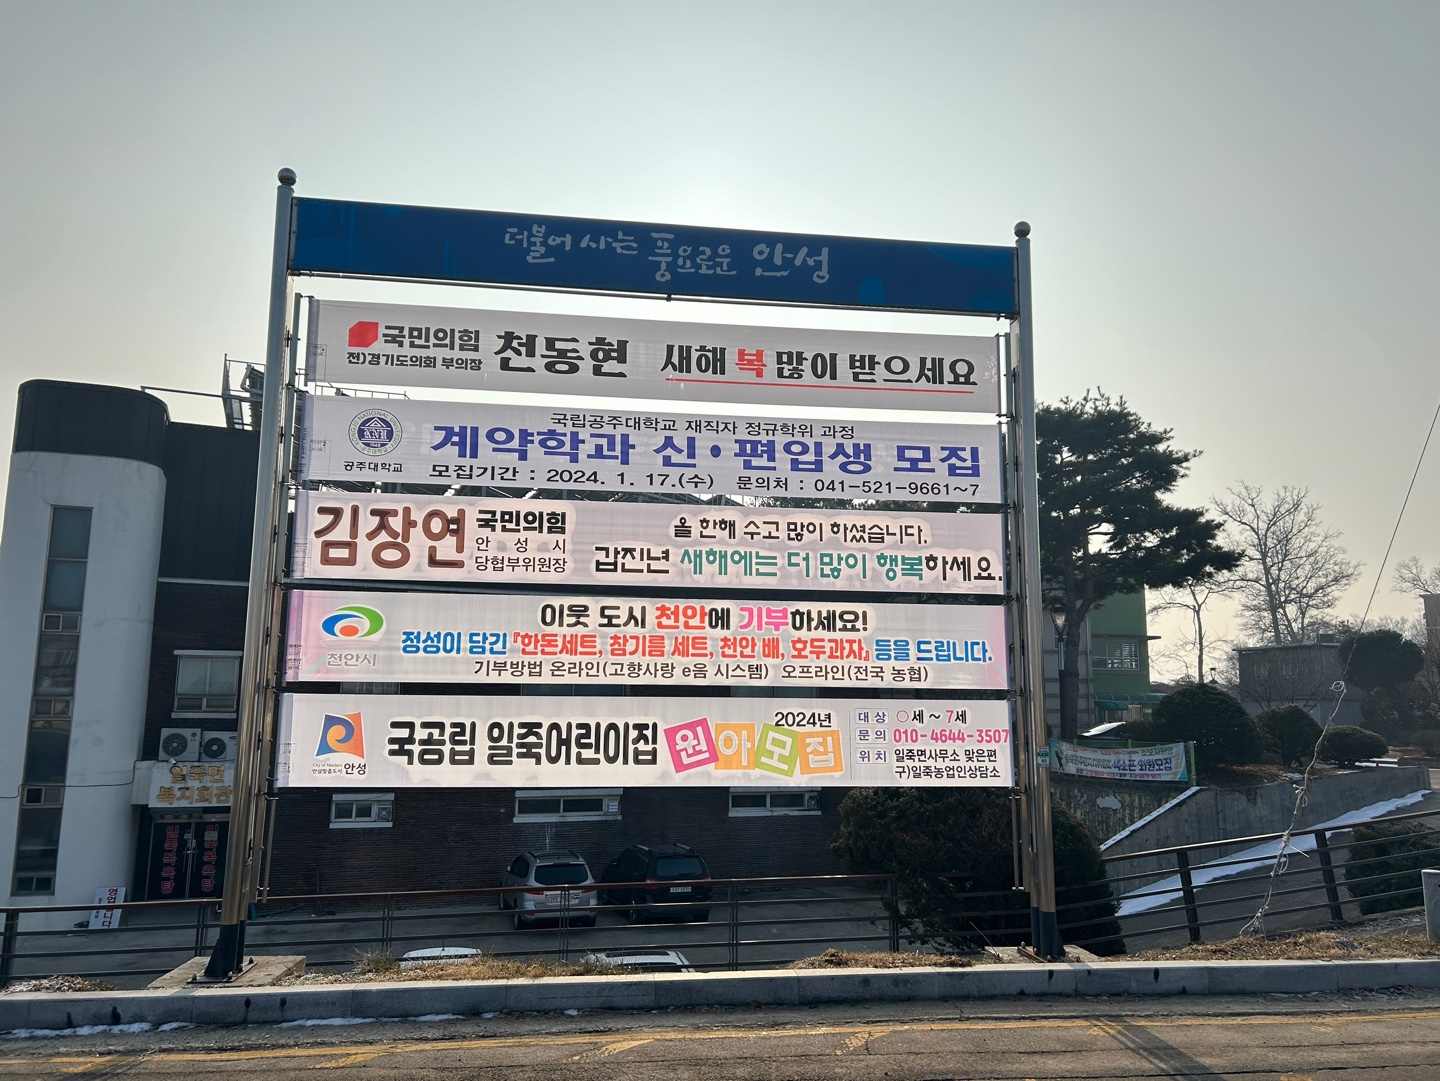 더불어 사는 풍요로운 안성
국민의힘
전)경기도의회 부의장
천동현
새해 복 많이 받으세요
국립공주대학교 재직자 정규학위 과정
계약학과 신·편입생 모집
공주대학교
모집기간 : 2024. 1. 17.(수) 문의처 : 041-521-9661~7
김장연
국민의힘
안성시
당협부위원장
올 한해 수고 많이 하셨습니다.
갑진년 새해에는 더 많이 행복하세요.
이웃 도시 천안에 기부하세요!
정성이 담긴 『한돈세트, 참기름 세트, 천안 배, 호두과자』 등을 드립니다.
천안시
기부방법 온라인(고향사랑 e음 시스템) 오프라인(전국 농협)
City of Masters
안성맞춤도시 안성
국공립 일죽어린이집
2024년
원아모집
대상 ○세 ~ 7세
문의 010-4644-3507
위치 일죽면사무소 맞은편
구)일죽농업인상담소
일죽면
복지회관